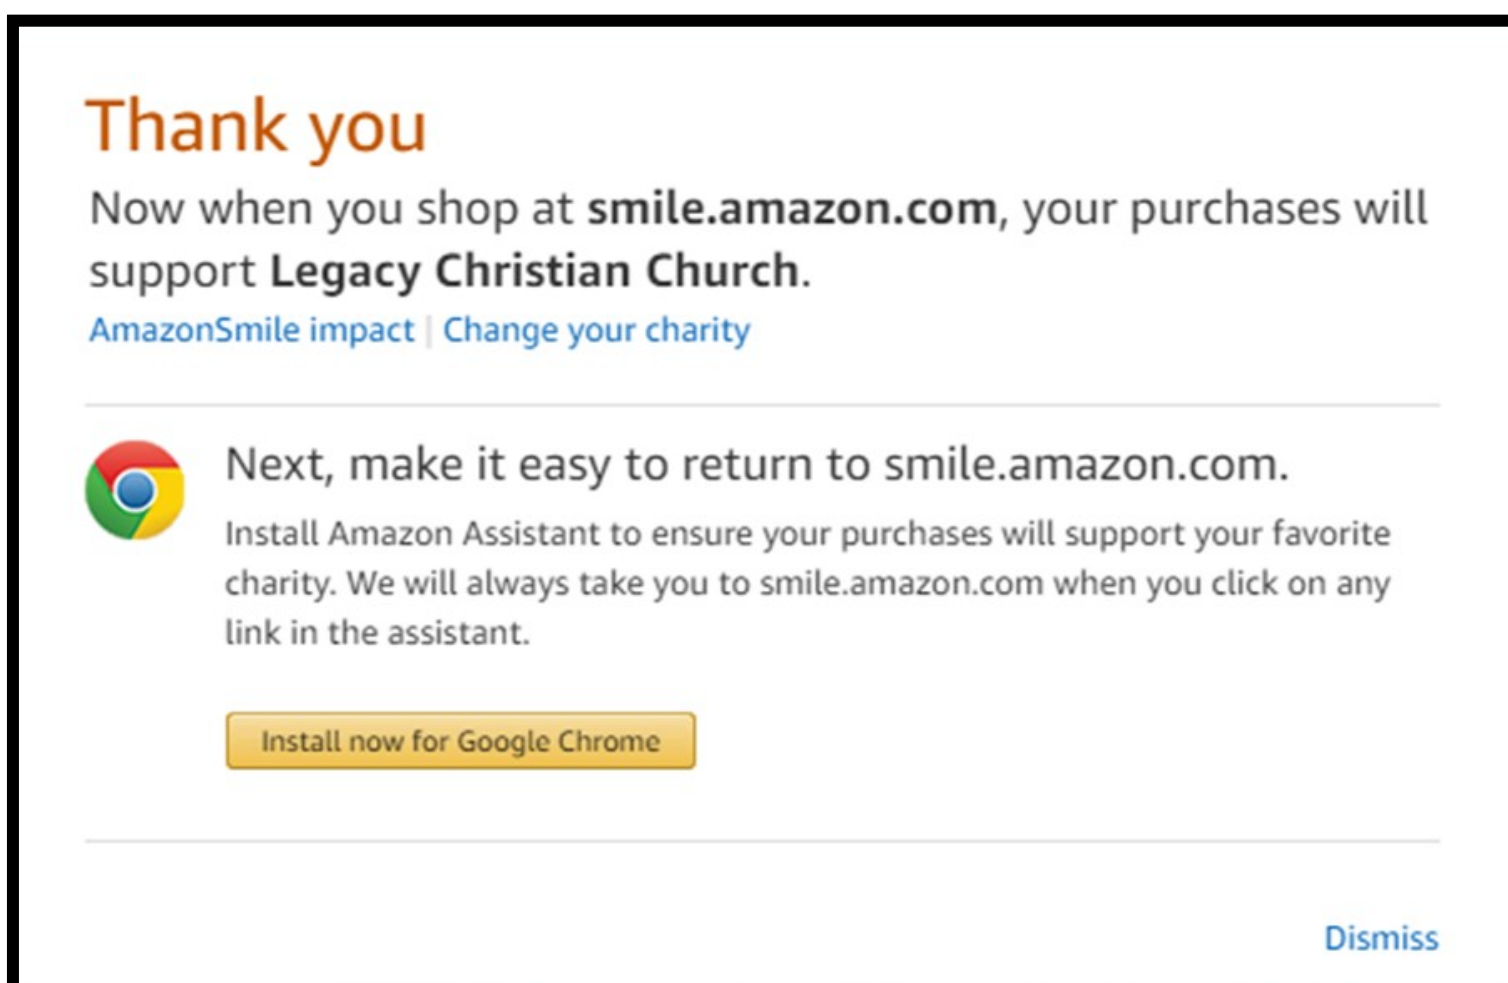 Thank you
Now when you shop at smile.amazon.com, your purchases will
support Legacy Christian Church.
AmazonSmile impact | Change your charity
Next, make it easy to return to smile.amazon.com.
Install Amazon Assistant to ensure your purchases will support your favorite
charity. We will always take you to smile.amazon.com when you click on any
link in the assistant.
Install now for Google Chrome
Dismiss